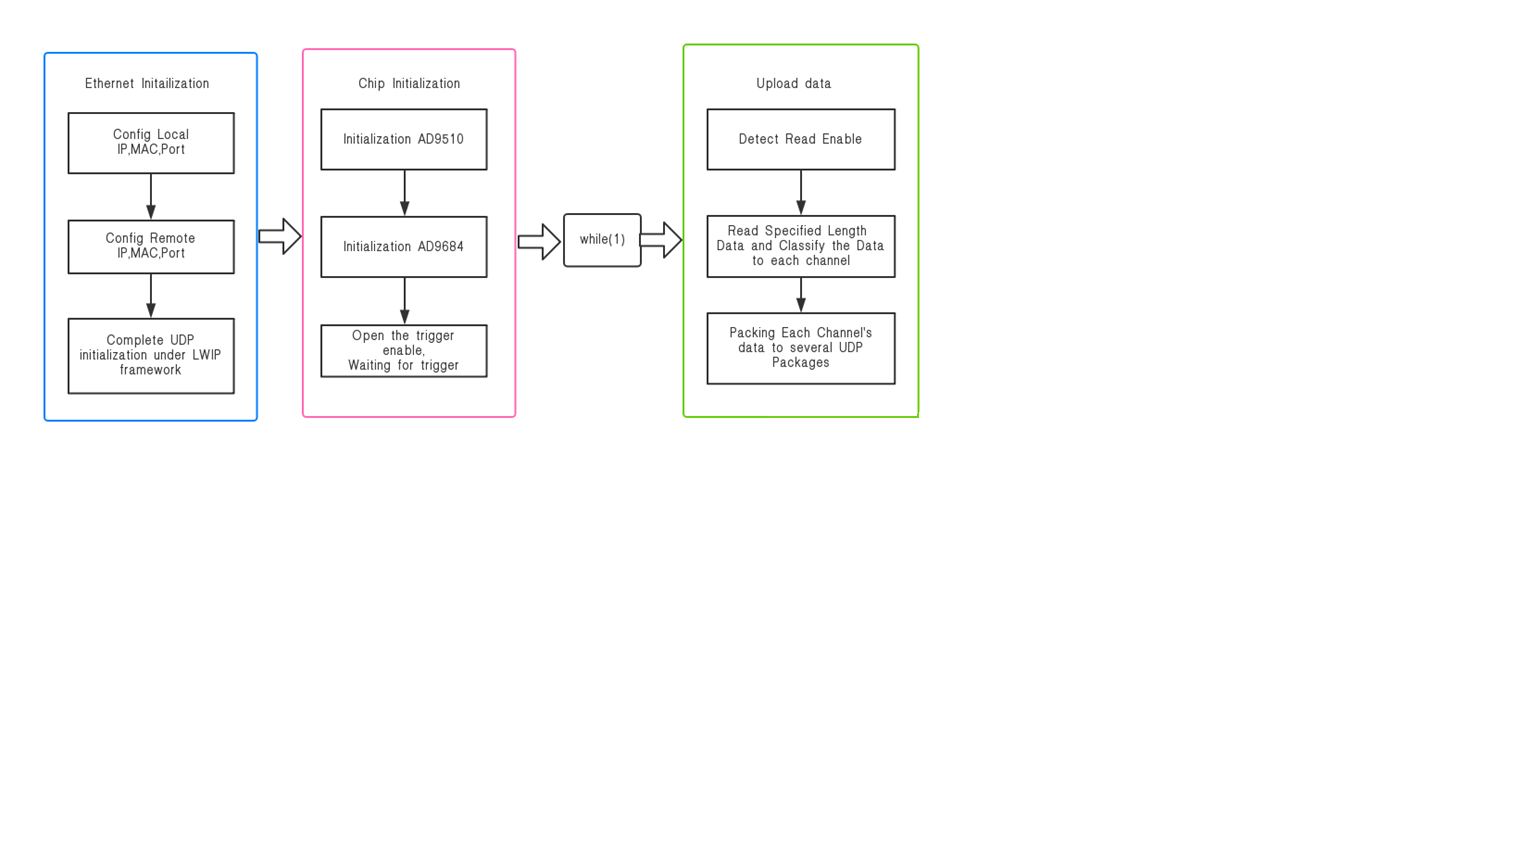 Ethernet Initailization
Config Local
IP,MAC,Port
Config Remote
IP,MAC,Port
Complete UDP
initialization under LWIP
framework
Chip Initialization
Initialization AD9510
Initialization AD9684
Open the trigger
enable,
Waiting for trigger
while(1)
Upload data
Detect Read Enable
Read Specified Length
Data and Classify the Data
to each channel
Packing Each Channel's
data to several UDP
Packages